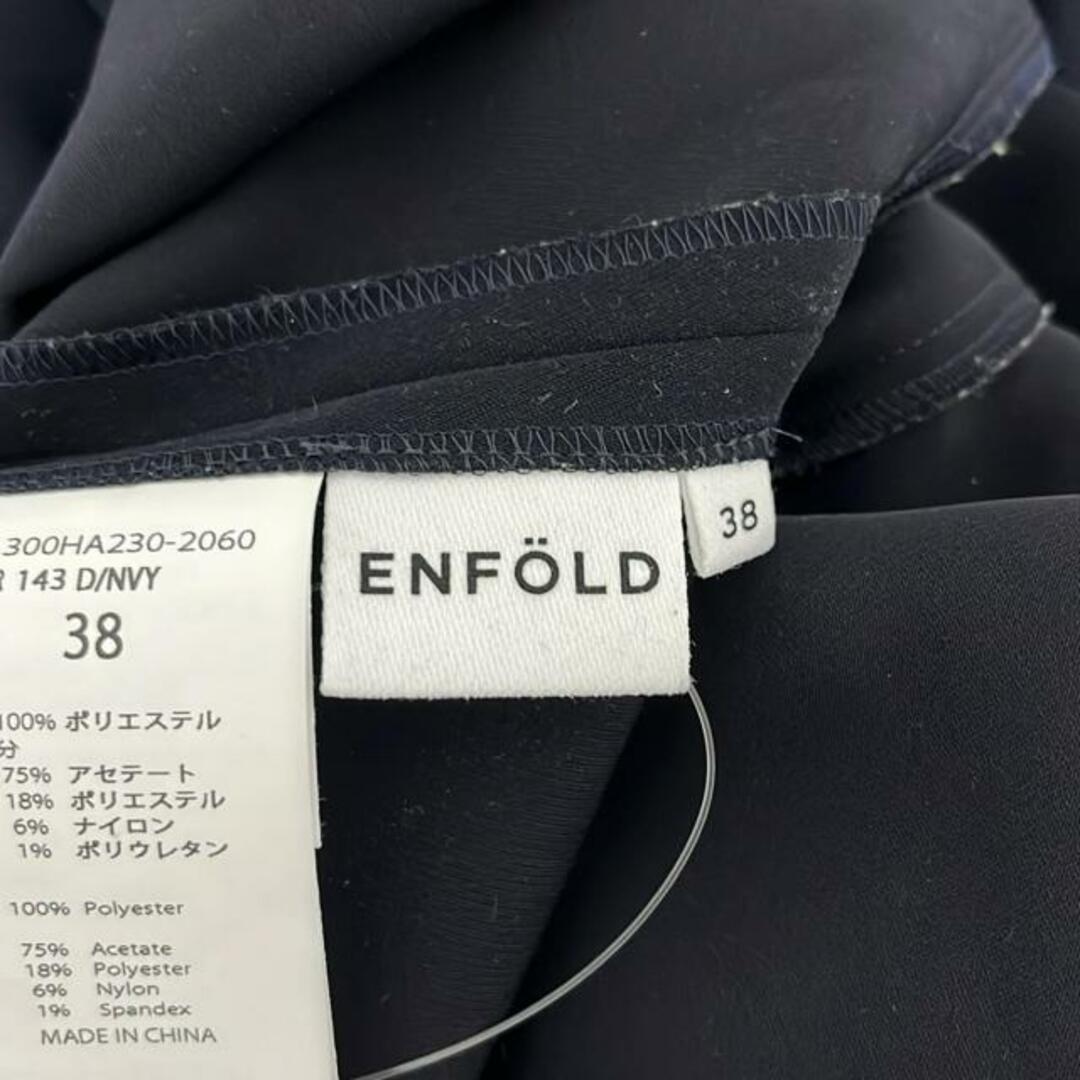 300HA230-2060
R 143 D/NVY
38
100% ポリエステル
分
75% アセテート
18% ポリエステル
6% ナイロン
1% ポリウレタン
100% Polyester
75% Acetate
18% Polyester
6% Nylon
1% Spandex
MADE IN CHINA
ENFÖLD
38